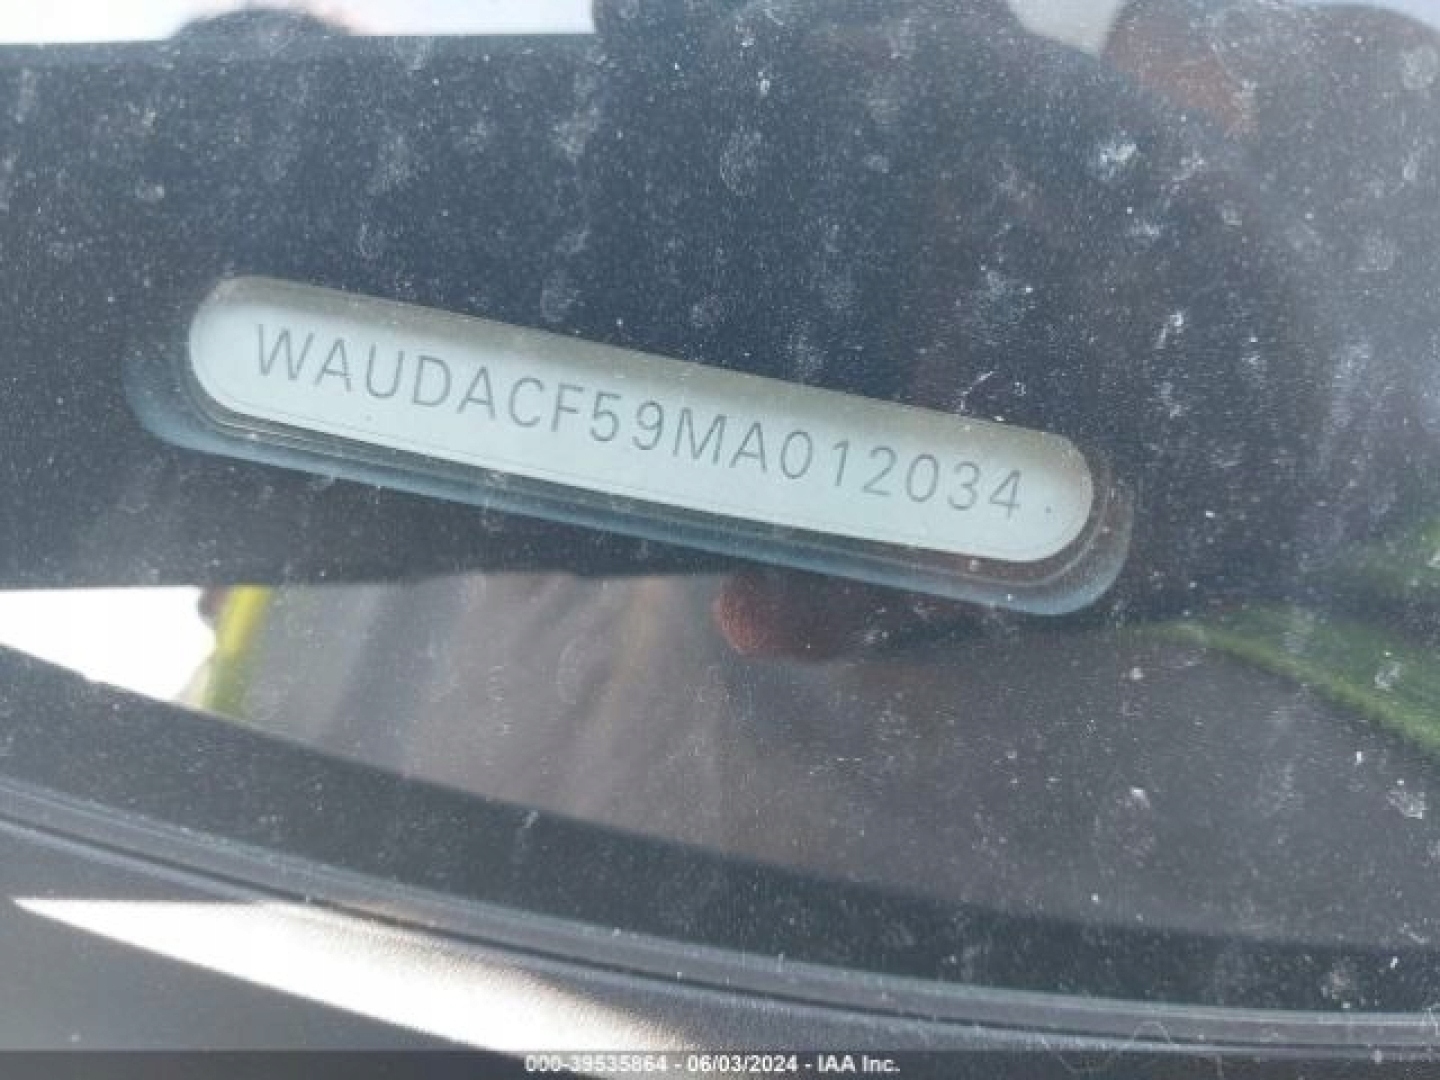 WAUDACF59MA012034
000-39535864 - 06/03/2024 - IAA Inc.